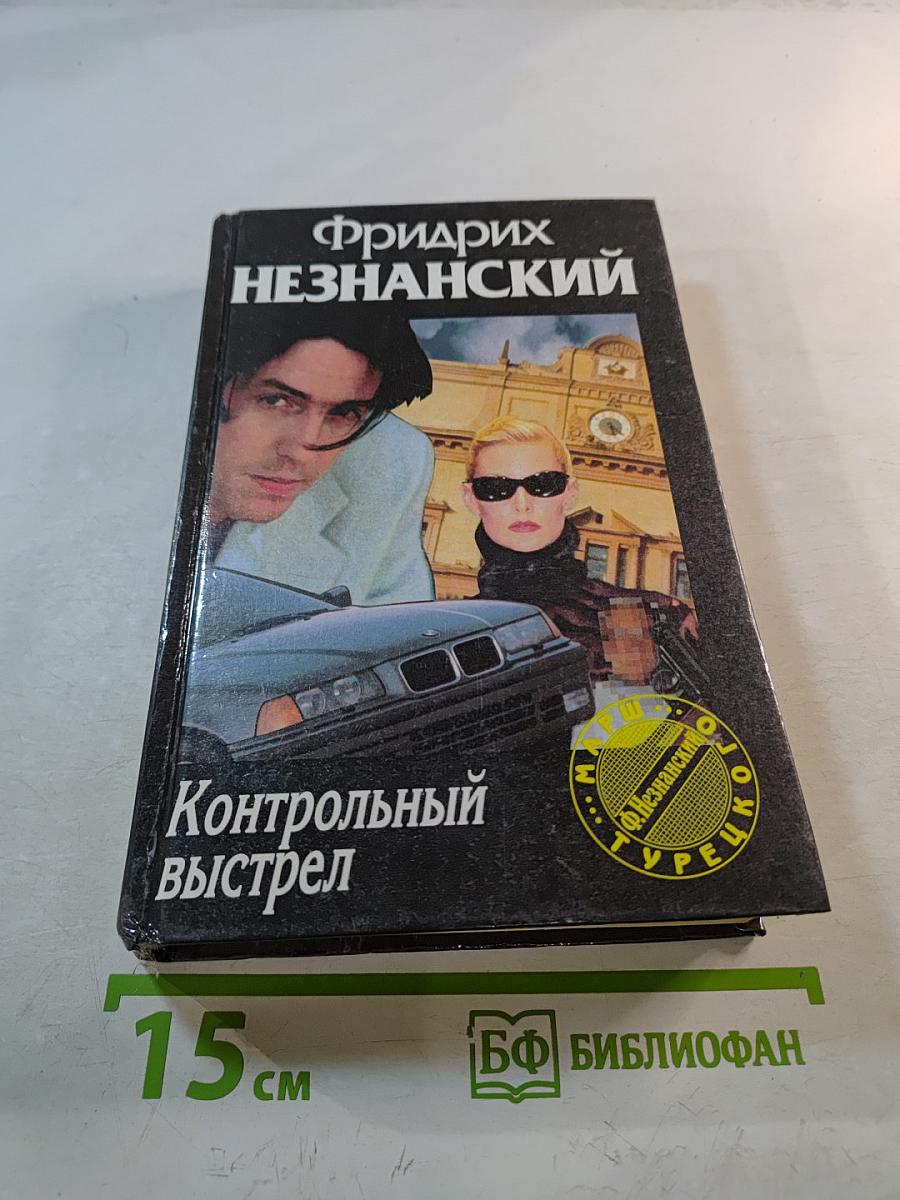 Фридрих
НЕЗНАНСКИЙ
Контрольный
выстрел
... МАРШ ...
ТУРЕЦКОГО
Ф.Незнанский
15 см
БФ БИБЛИОФАН